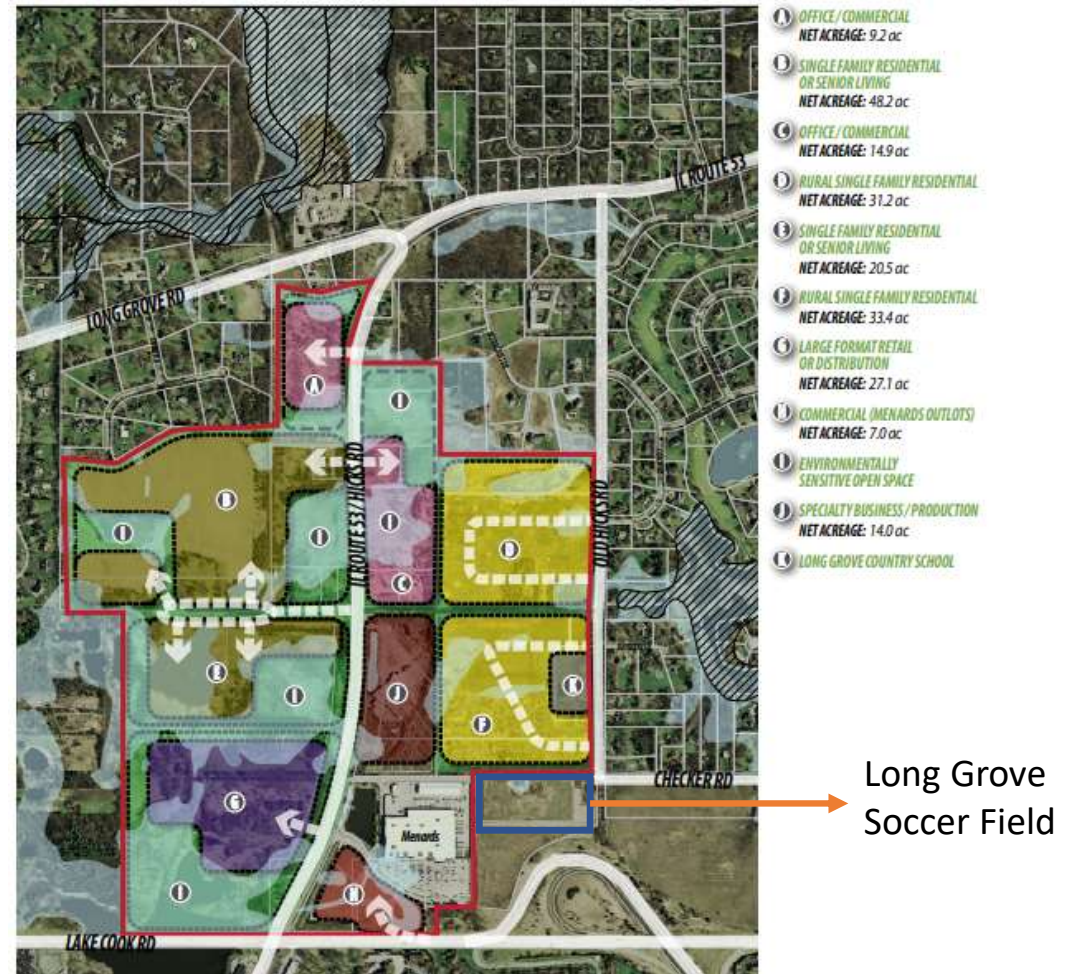 A OFFICE / COMMERCIAL
NET ACREAGE: 9.2 ac
B SINGLE FAMILY RESIDENTIAL
OR SENIOR LIVING
NET ACREAGE: 48.2 ac
C OFFICE / COMMERCIAL
NET ACREAGE: 14.9 ac
D RURAL SINGLE FAMILY RESIDENTIAL
NET ACREAGE: 31.2 ac
E SINGLE FAMILY RESIDENTIAL
OR SENIOR LIVING
NET ACREAGE: 20.5 ac
F RURAL SINGLE FAMILY RESIDENTIAL
NET ACREAGE: 33.4 ac
G LARGE FORMAT RETAIL
OR DISTRIBUTION
NET ACREAGE: 27.1 ac
H COMMERCIAL (MENARDS OUTLOTS)
NET ACREAGE: 7.0 ac
I ENVIRONMENTALLY
SENSITIVE OPEN SPACE
J SPECIALTY BUSINESS / PRODUCTION
NET ACREAGE: 14.0 ac
K LONG GROVE COUNTRY SCHOOL
IL ROUTE 53
LONG GROVE RD
A
I
IL ROUTE 53 / HICKS RD
OLD HICKS RD
B
I
I
I
D
C
E
I
J
K
F
G
CHECKER RD
Menards
I
H
LAKE COOK RD
Long Grove
Soccer Field